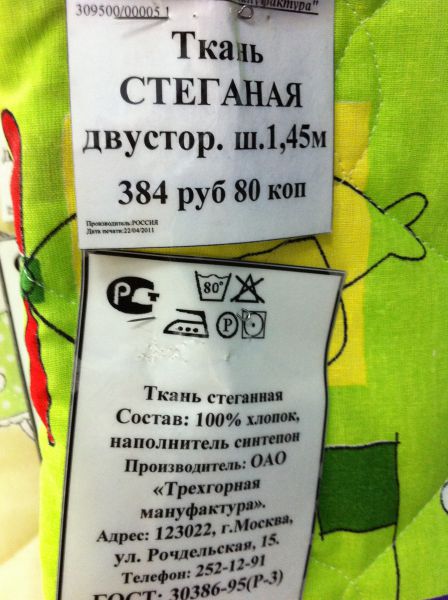 309500/00005 1
мануфактура"
Ткань
СТЕГАНАЯ
двустор. ш.1,45м
384 руб 80 коп
Производитель:РОССИЯ
Дата печати:22/04/2011
РСТ
80°
Р
Ткань стеганная
Состав: 100% хлопок,
наполнитель синтепон
Производитель: ОАО
«Трехгорная
мануфактура».
Адрес: 123022, г.Москва,
ул. Рочдельская, 15.
Телефон: 252-12-91
ГОСТ: 30386-95(Р-3)